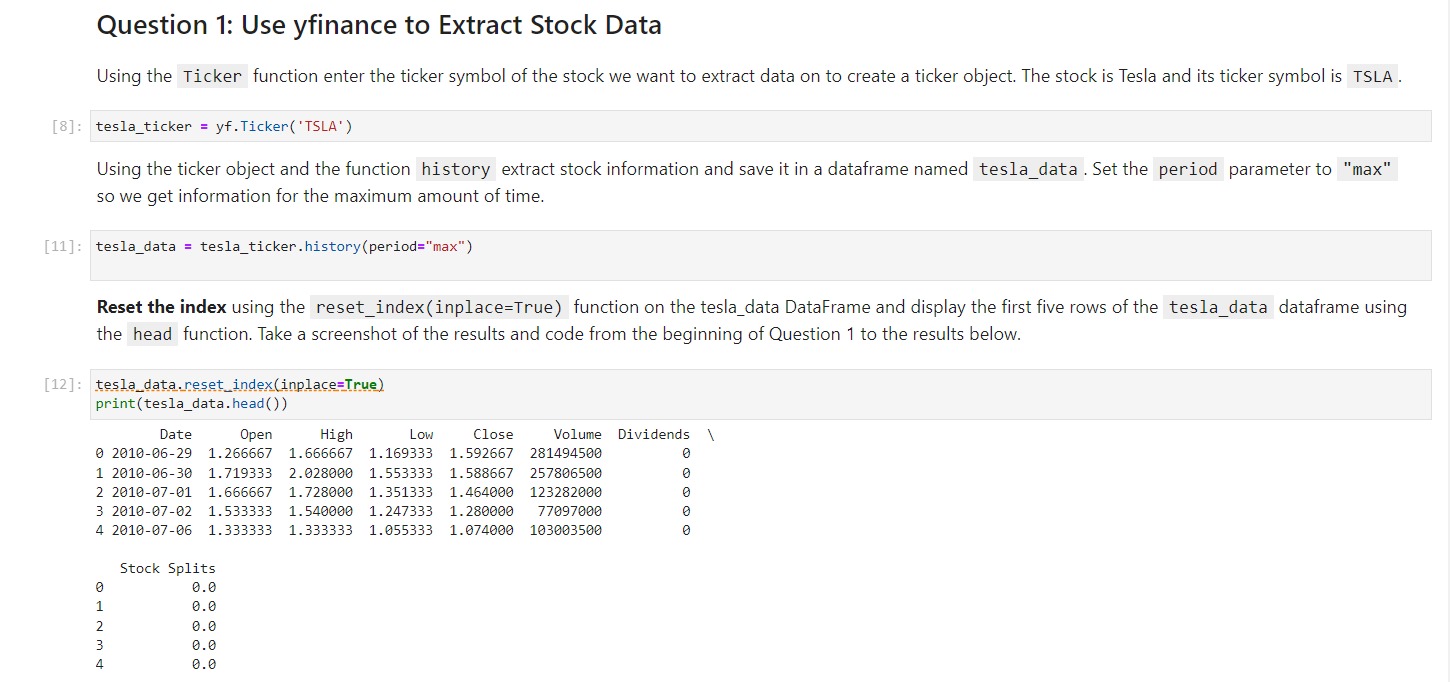 Question 1: Use yfinance to Extract Stock Data
Using the Ticker function enter the ticker symbol of the stock we want to extract data on to create a ticker object. The stock is Tesla and its ticker symbol is TSLA .
[8]: tesla_ticker = yf.Ticker('TSLA')
Using the ticker object and the function history extract stock information and save it in a dataframe named tesla_data . Set the period parameter to "max"
so we get information for the maximum amount of time.
[11]: tesla_data = tesla_ticker.history(period="max")
Reset the index using the reset_index(inplace=True) function on the tesla_data DataFrame and display the first five rows of the tesla_data dataframe using
the head function. Take a screenshot of the results and code from the beginning of Question 1 to the results below.
[12]: tesla_data.reset_index(inplace=True)
print(tesla_data.head())
        Date      Open      High       Low     Close     Volume  Dividends  \
0 2010-06-29  1.266667  1.666667  1.169333  1.592667  281494500          0
1 2010-06-30  1.719333  2.028000  1.553333  1.588667  257806500          0
2 2010-07-01  1.666667  1.728000  1.351333  1.464000  123282000          0
3 2010-07-02  1.533333  1.540000  1.247333  1.280000   77097000          0
4 2010-07-06  1.333333  1.333333  1.055333  1.074000  103003500          0
   Stock Splits
0           0.0
1           0.0
2           0.0
3           0.0
4           0.0